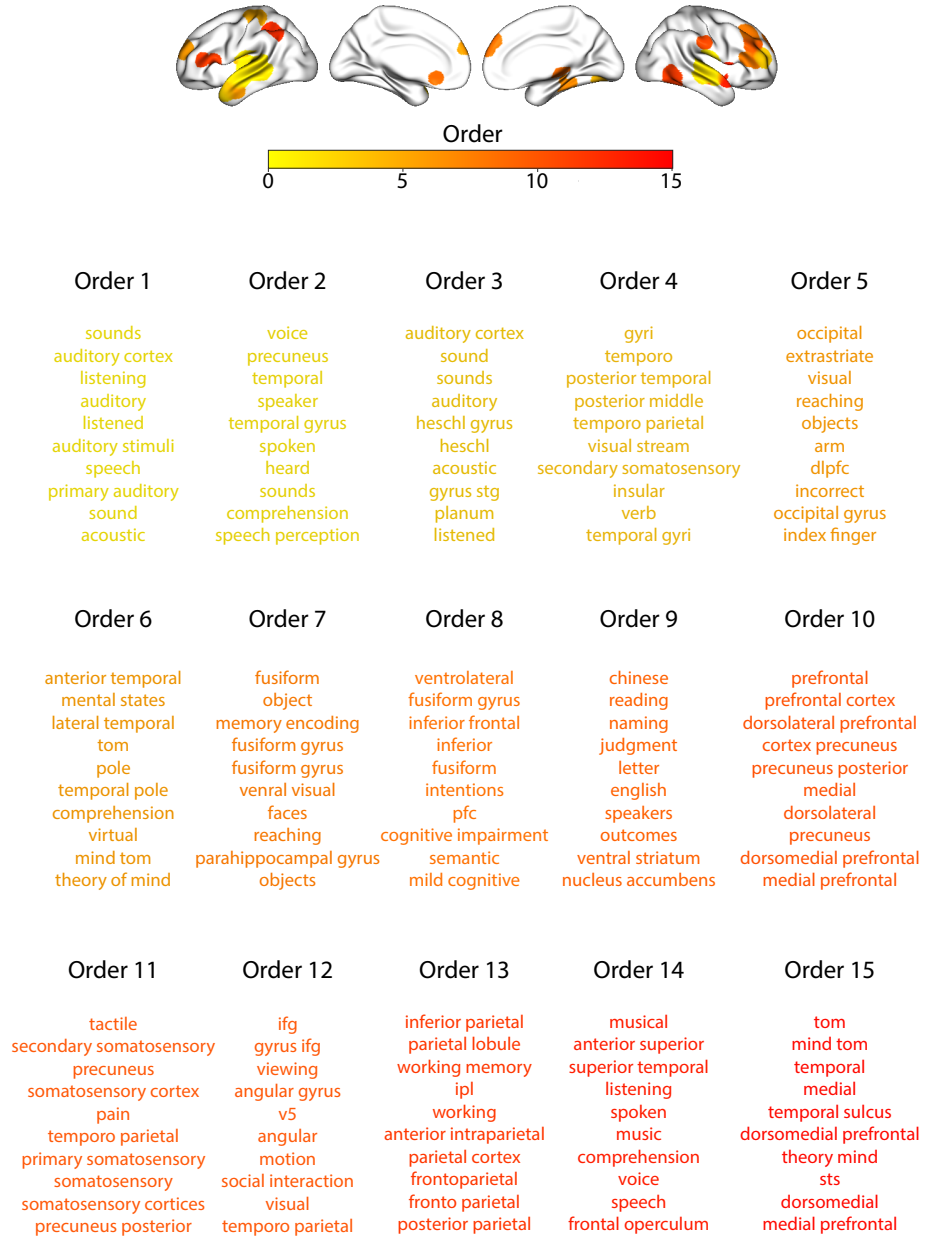 Order
0 5 10 15
Order 1 Order 2 Order 3 Order 4 Order 5
sounds voice auditory cortex gyri occipital
auditory cortex precuneus sound temporo extrastriate
listening temporal sounds posterior temporal visual
auditory speaker auditory posterior middle reaching
listened temporal gyrus heschl gyrus temporo parietal objects
auditory stimuli spoken heschl visual stream arm
speech heard acoustic secondary somatosensory dlpfc
primary auditory sounds gyrus stg insular incorrect
sound comprehension planum verb occipital gyrus
acoustic speech perception listened temporal gyri index finger
Order 6 Order 7 Order 8 Order 9 Order 10
anterior temporal fusiform ventrolateral chinese prefrontal
mental states object fusiform gyrus reading prefrontal cortex
lateral temporal memory encoding inferior frontal naming dorsolateral prefrontal
tom fusiform gyrus inferior judgment cortex precuneus
pole fusiform gyrus fusiform letter precuneus posterior
temporal pole venral visual intentions english medial
comprehension faces pfc speakers dorsolateral
virtual reaching cognitive impairment outcomes precuneus
mind tom parahippocampal gyrus semantic ventral striatum dorsomedial prefrontal
theory of mind objects mild cognitive nucleus accumbens medial prefrontal
Order 11 Order 12 Order 13 Order 14 Order 15
tactile ifg inferior parietal musical tom
secondary somatosensory gyrus ifg parietal lobule anterior superior mind tom
precuneus viewing working memory superior temporal temporal
somatosensory cortex angular gyrus ipl listening medial
pain v5 working spoken temporal sulcus
temporo parietal angular anterior intraparietal music dorsomedial prefrontal
primary somatosensory motion parietal cortex comprehension theory mind
somatosensory social interaction frontoparietal voice sts
somatosensory cortices visual fronto parietal speech dorsomedial
precuneus posterior temporo parietal posterior parietal frontal operculum medial prefrontal